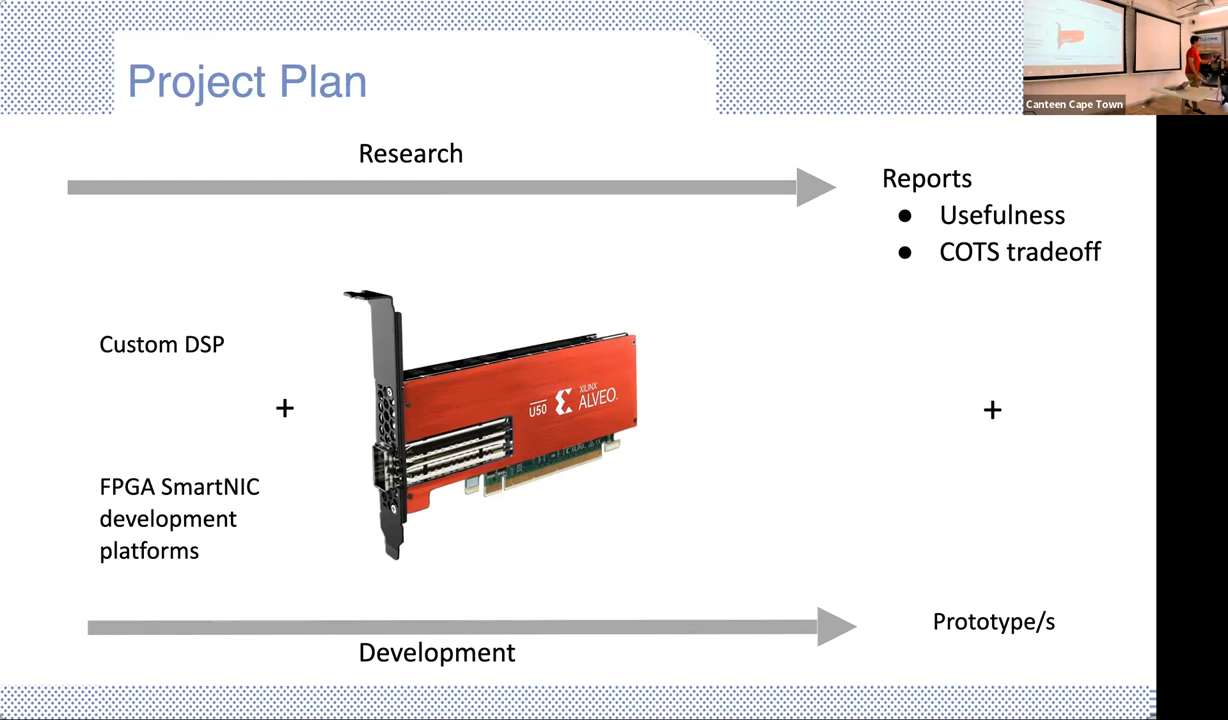 Project Plan
Canteen Cape Town
Research
Reports
● Usefulness
● COTS tradeoff
Custom DSP
+
FPGA SmartNIC
development
platforms
U50
XILINX
ALVEO
+
Development
Prototype/s